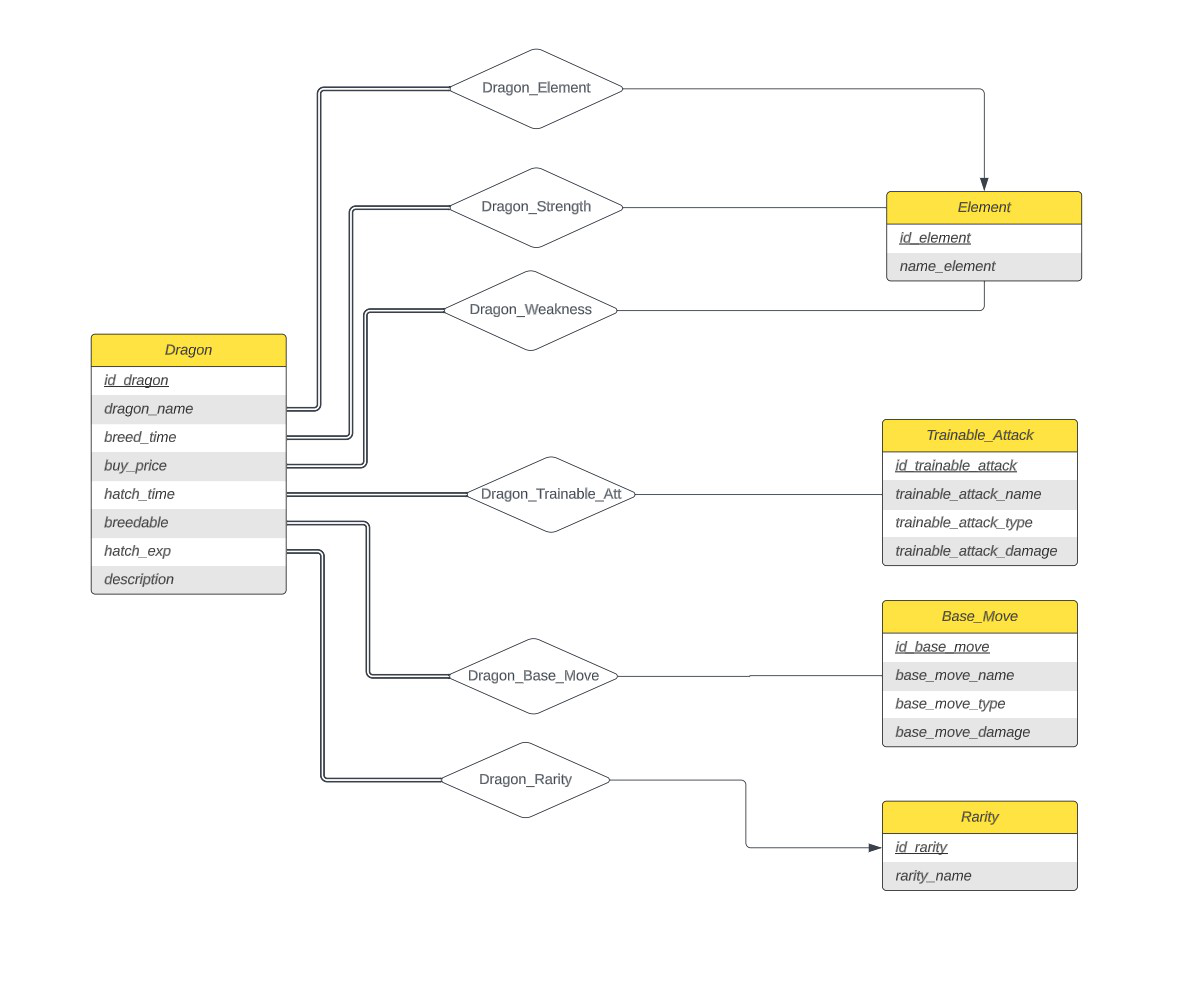 Dragon_Element
Dragon_Strength
Dragon_Weakness
Element
id_element
name_element
Dragon
id_dragon
dragon_name
breed_time
buy_price
hatch_time
breedable
hatch_exp
description
Dragon_Trainable_Att
Trainable_Attack
id_trainable_attack
trainable_attack_name
trainable_attack_type
trainable_attack_damage
Dragon_Base_Move
Base_Move
id_base_move
base_move_name
base_move_type
base_move_damage
Dragon_Rarity
Rarity
id_rarity
rarity_name